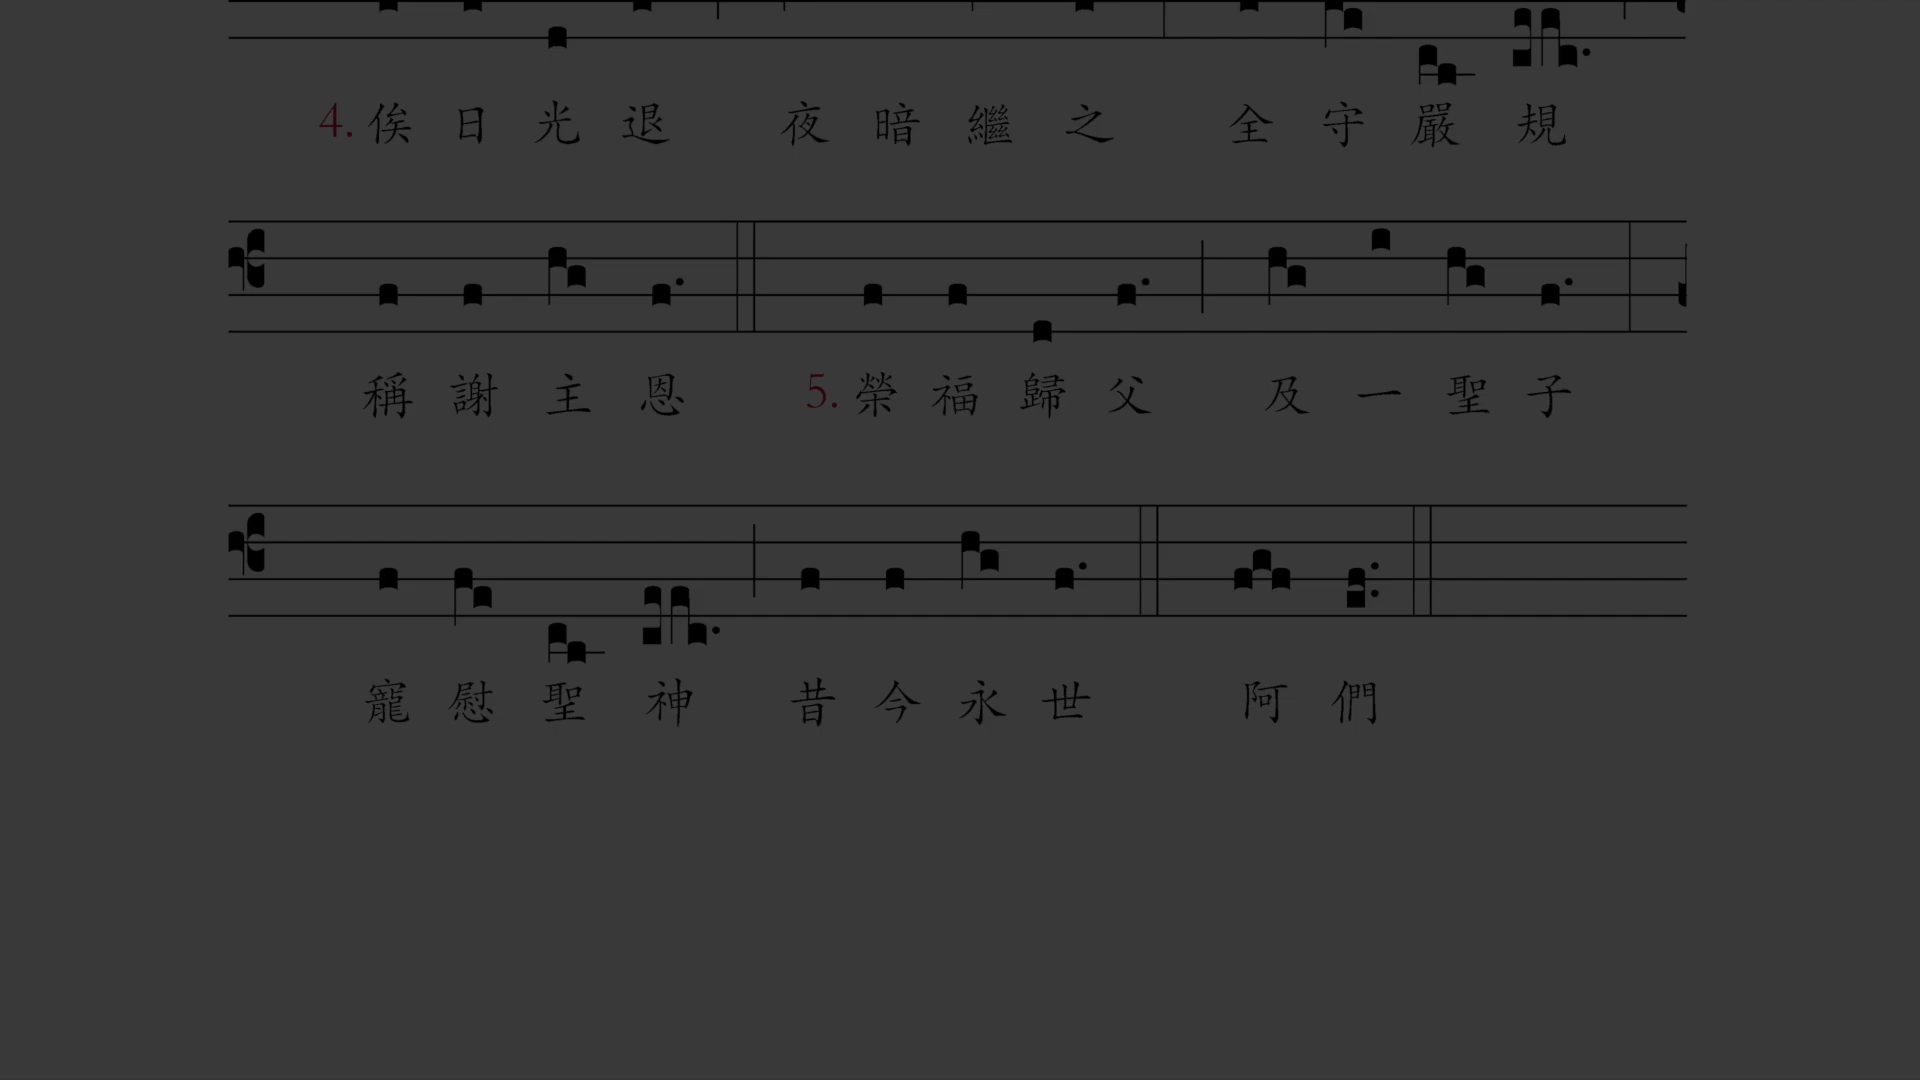 4. 俟日光退 夜暗繼之 全守嚴規
稱謝主恩 5. 榮福歸父 及一聖子
寵慰聖神 昔今永世 阿們